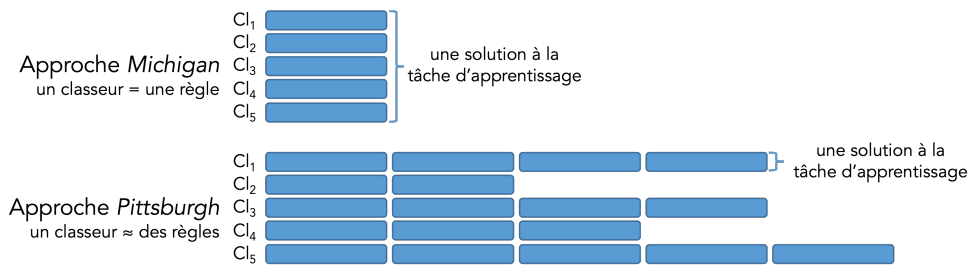 Cl1
Cl2
Approche Michigan
Cl3
un classeur = une règle
Cl4
Cl5
une solution à la
tâche d'apprentissage
Cl1
Cl2
Approche Pittsburgh
Cl3
un classeur ≈ des règles
Cl4
Cl5
une solution à la
tâche d'apprentissage